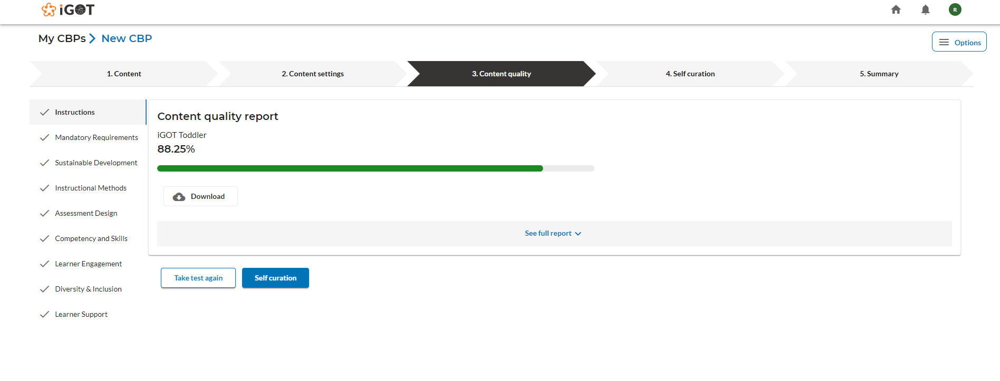 iGOT
R
My CBPs New CBP
Options
1. Content
2. Content settings
3. Content quality
4. Self curation
5. Summary
Instructions
Mandatory Requirements
Sustainable Development
Instructional Methods
Assessment Design
Competency and Skills
Learner Engagement
Diversity & Inclusion
Learner Support
Content quality report
iGOT Toddler
88.25%
Download
See full report
Take test again
Self curation